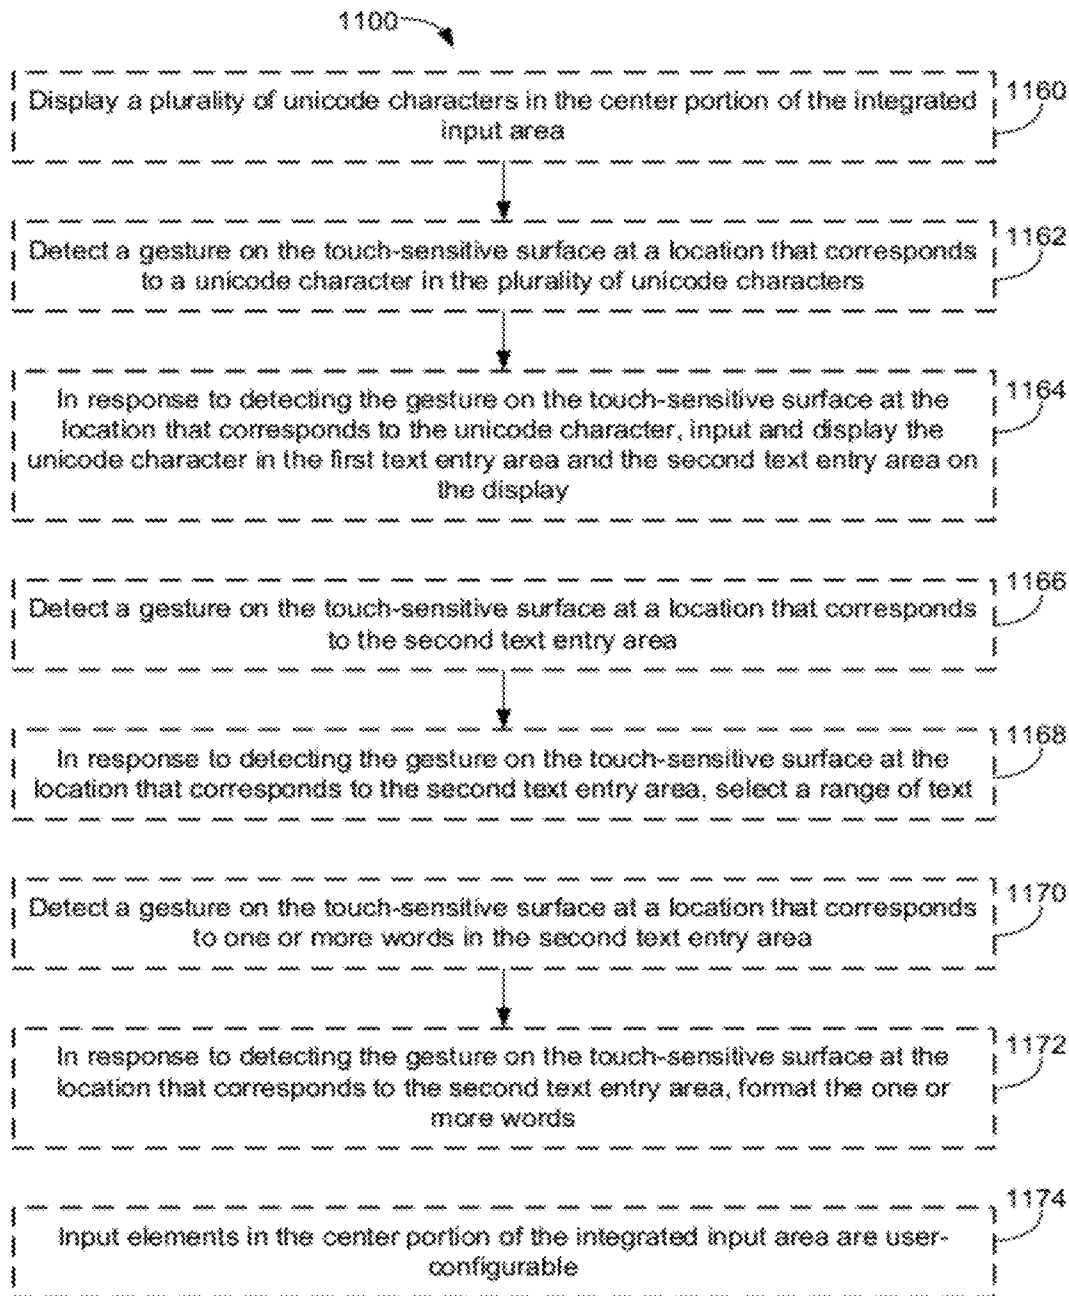 1100
Display a plurality of unicode characters in the center portion of the integrated
input area
1160
Detect a gesture on the touch-sensitive surface at a location that corresponds
to a unicode character in the plurality of unicode characters
1162
In response to detecting the gesture on the touch-sensitive surface at the
location that corresponds to the unicode character, input and display the
unicode character in the first text entry area and the second text entry area on
the display
1164
Detect a gesture on the touch-sensitive surface at a location that corresponds
to the second text entry area
1166
In response to detecting the gesture on the touch-sensitive surface at the
location that corresponds to the second text entry area, select a range of text
1168
Detect a gesture on the touch-sensitive surface at a location that corresponds
to one or more words in the second text entry area
1170
In response to detecting the gesture on the touch-sensitive surface at the
location that corresponds to the second text entry area, format the one or
more words
1172
Input elements in the center portion of the integrated input area are user-
configurable
1174